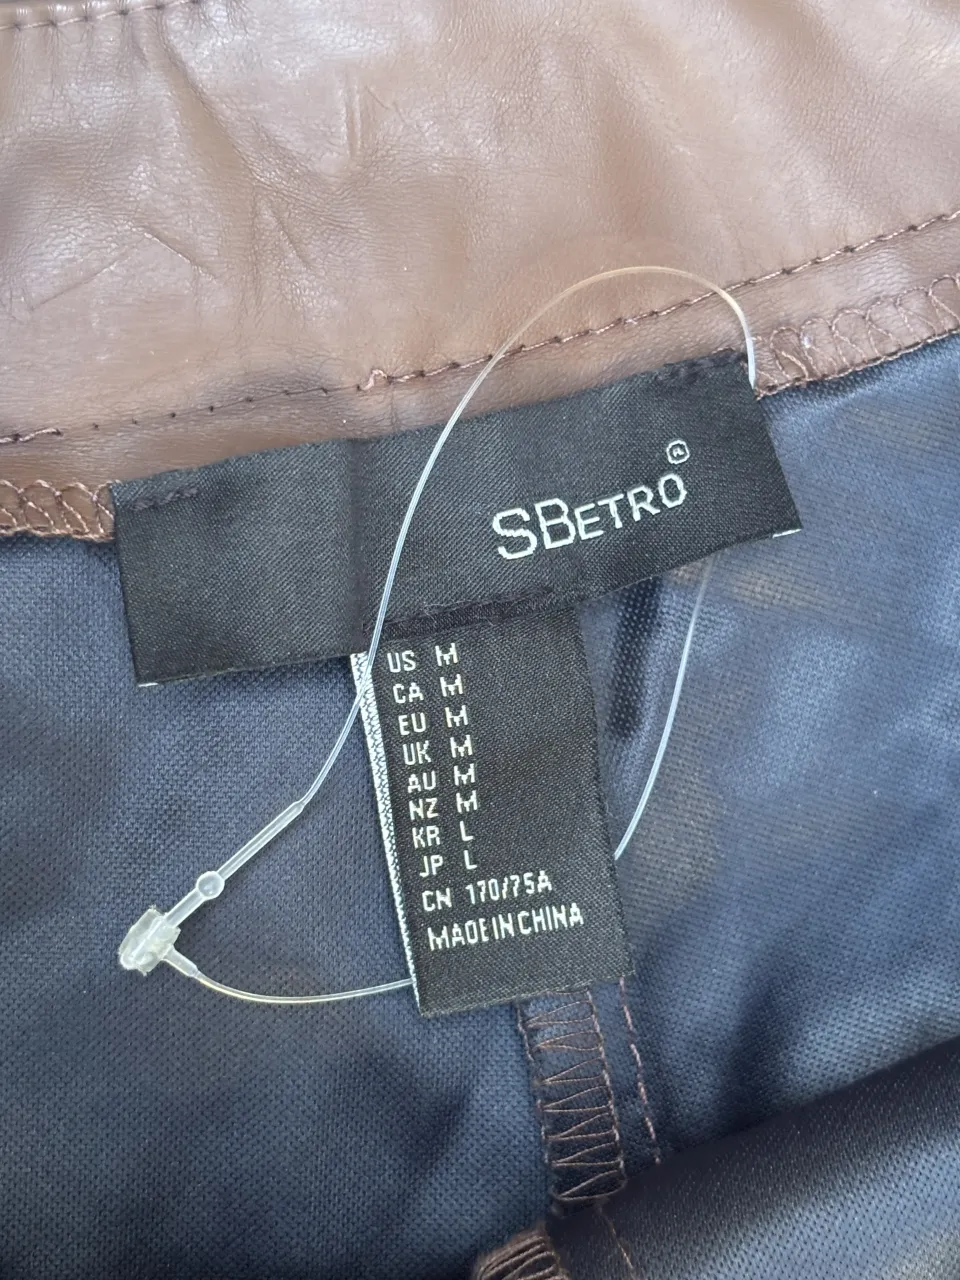 SBETRO®
US M
CA M
EU M
UK M
AU M
NZ M
KR L
JP L
CN 170/75A
MADE IN CHINA